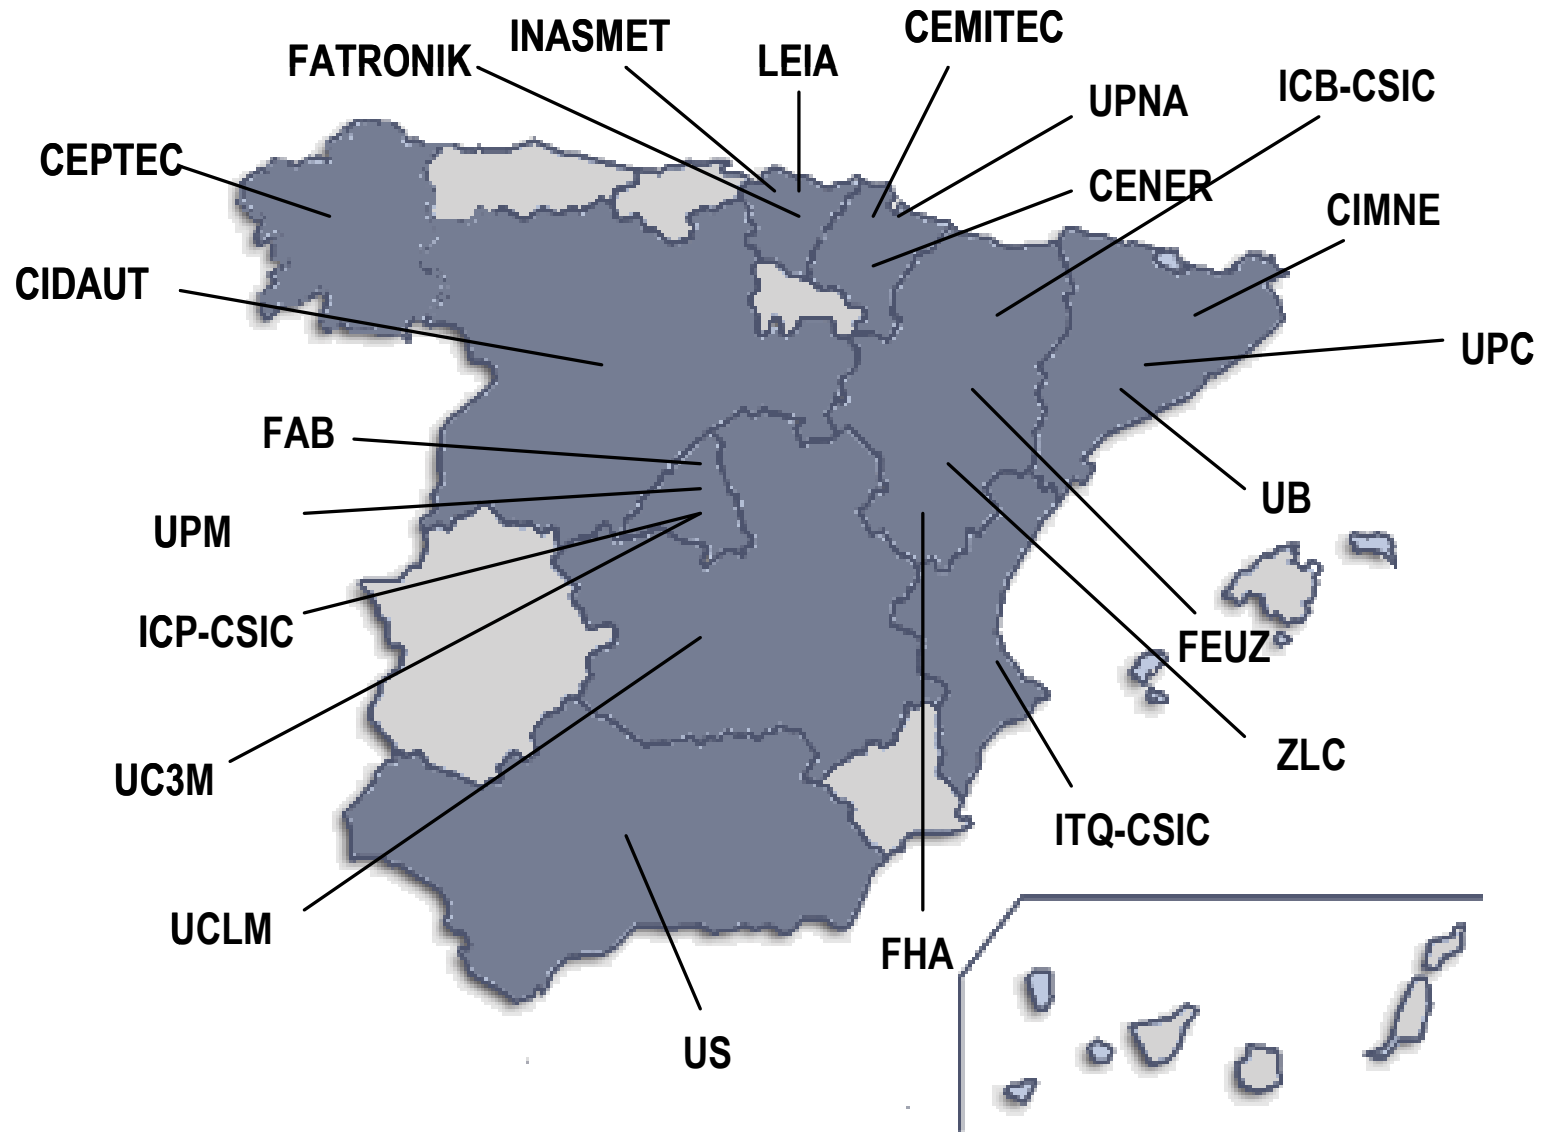 INASMET
CEMITEC
FATRONIK
LEIA
ICB-CSIC
UPNA
CEPTEC
CENER
CIMNE
CIDAUT
UPC
FAB
UB
UPM
ICP-CSIC
FEUZ
UC3M
ZLC
ITQ-CSIC
UCLM
FHA
US